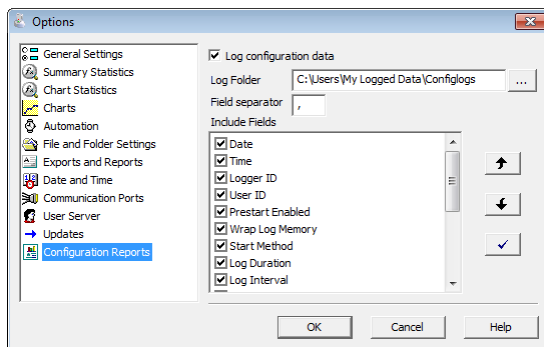 Options
General Settings
Summary Statistics
Chart Statistics
Charts
Automation
File and Folder Settings
Exports and Reports
Date and Time
Communication Ports
User Server
Updates
Configuration Reports
Log configuration data
Log Folder C:\Users\My Logged Data\Configlogs ...
Field separator ,
Include Fields
Date
Time
Logger ID
User ID
Prestart Enabled
Wrap Log Memory
Start Method
Log Duration
Log Interval
OK Cancel Help